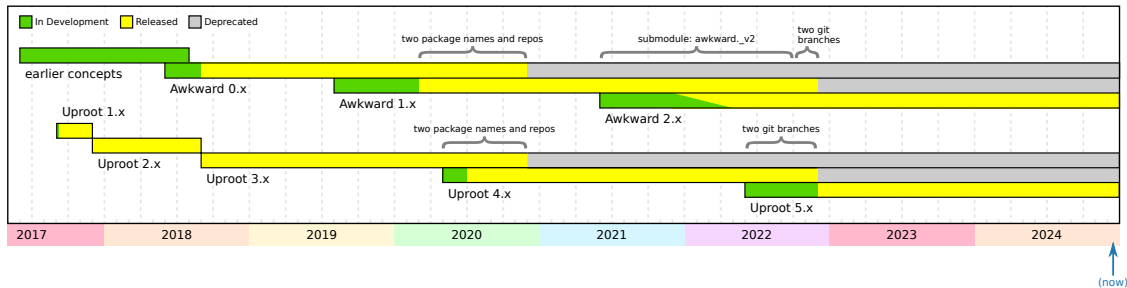 In Development
Released
Deprecated
two git
branches
two package names and repos
submodule: awkward._v2
earlier concepts
Awkward 0.x
Awkward 1.x
Awkward 2.x
Uproot 1.x
two package names and repos
two git branches
Uproot 2.x
Uproot 3.x
Uproot 4.x
Uproot 5.x
2017
2018
2019
2020
2021
2022
2023
2024
(now)